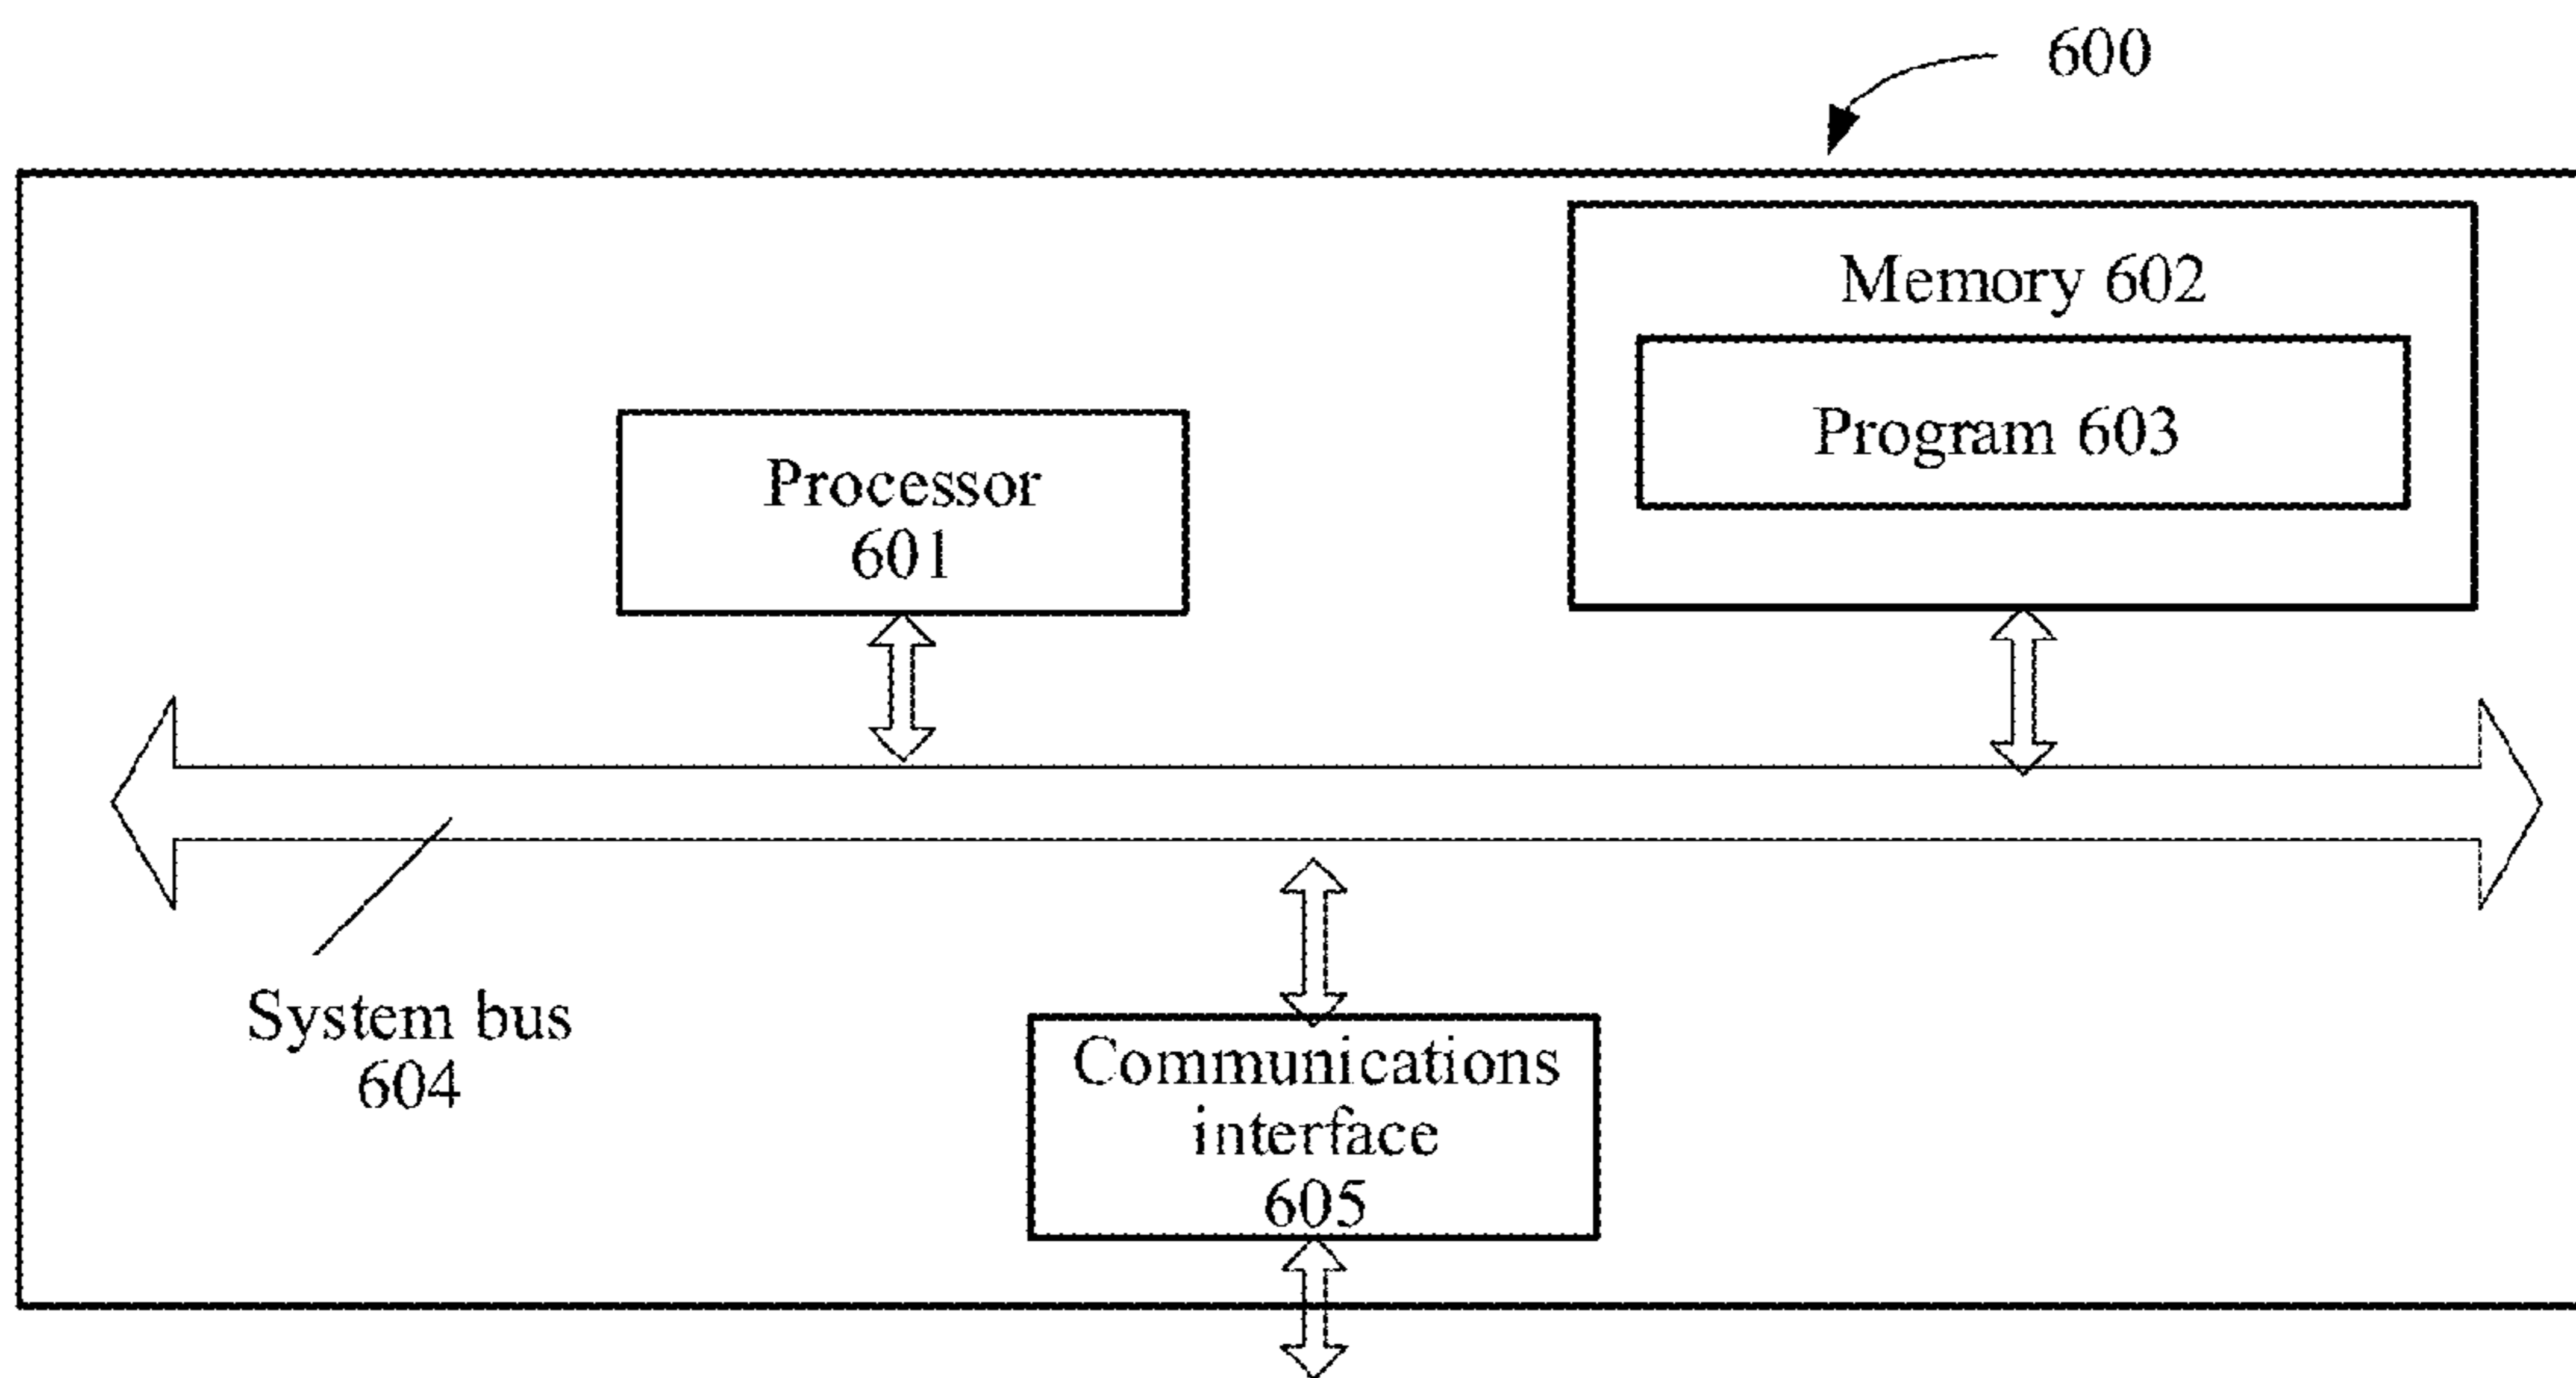 600
Memory 602
Program 603
Processor
601
System bus
604
Communications
interface
605